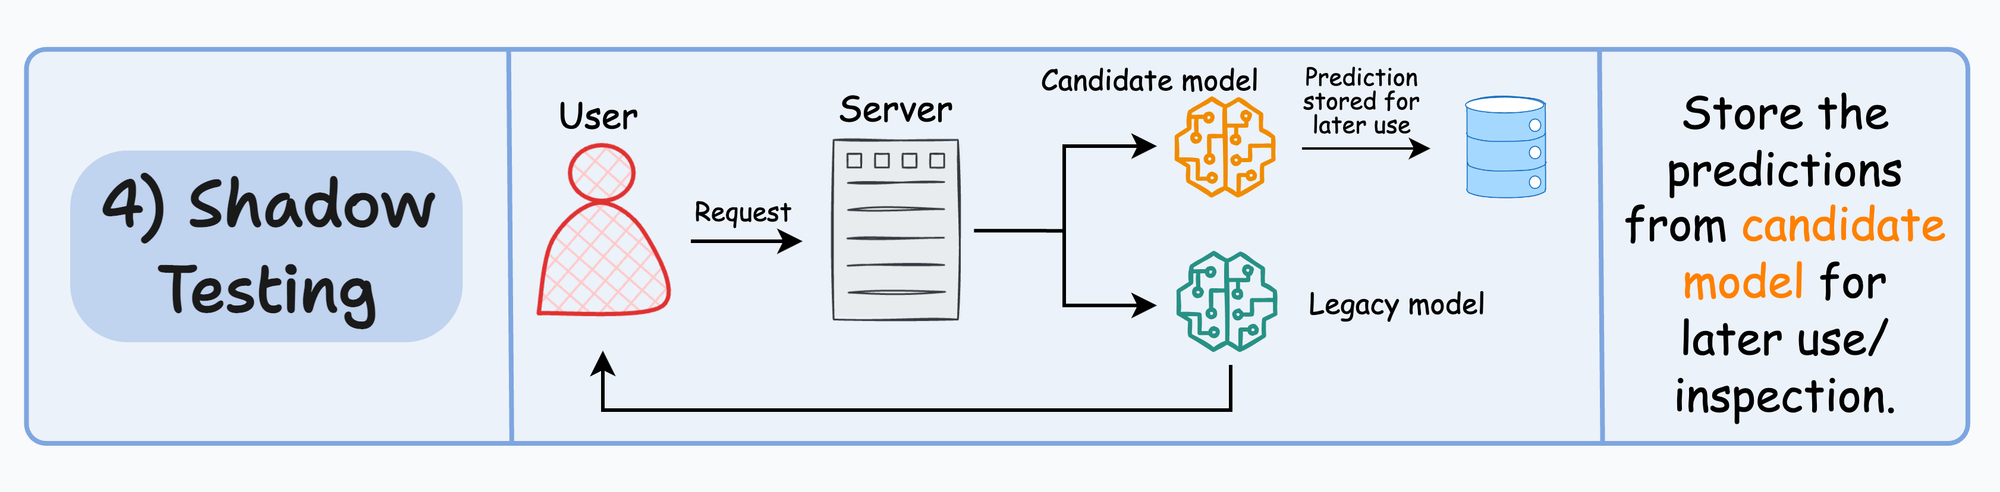 4) Shadow
Testing
User
Request
Server
Candidate model
Prediction
stored for
later use
Legacy model
Store the
predictions
from candidate
model for
later use/
inspection.